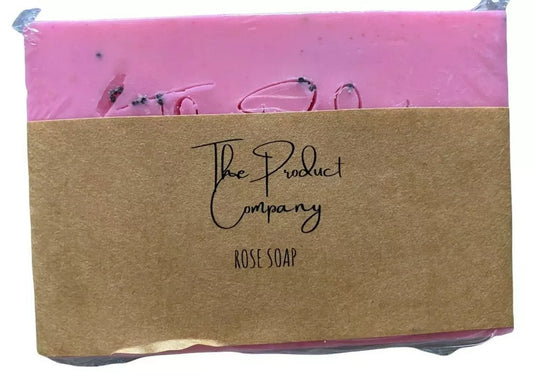 The Product
Company
ROSE SOAP